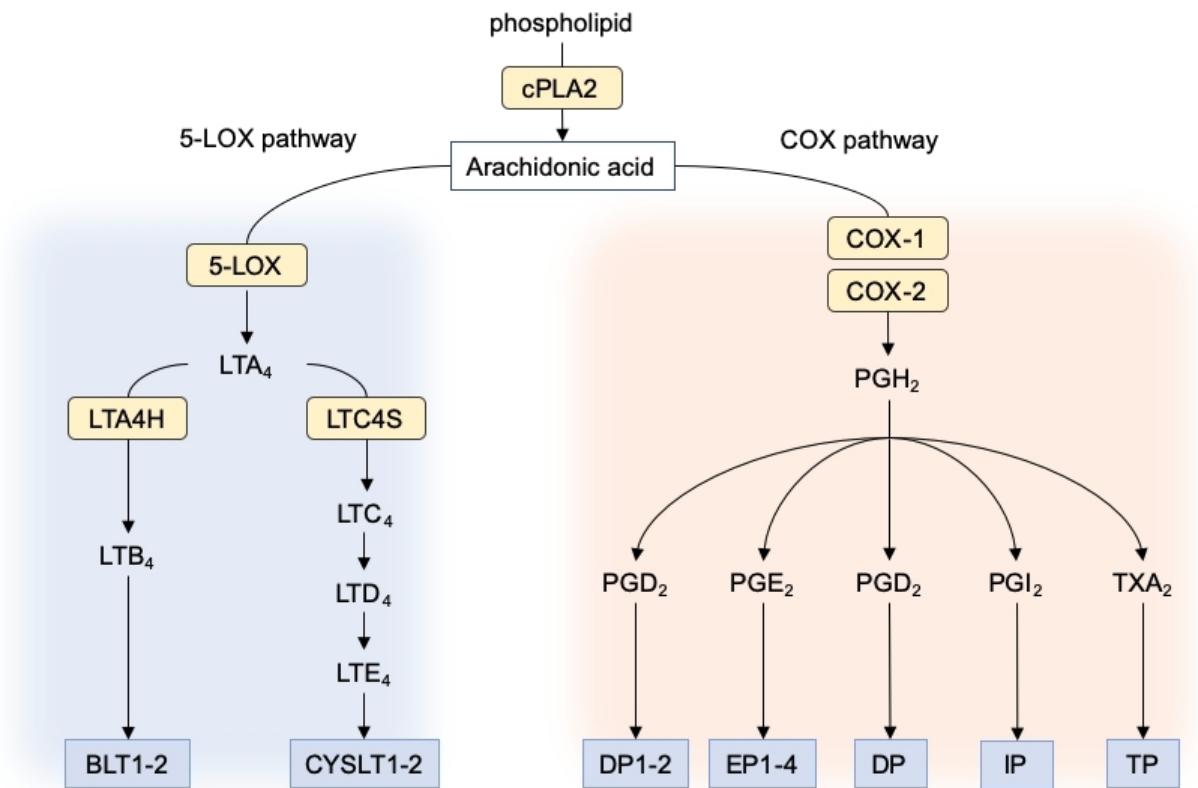 phospholipid
cPLA2
5-LOX pathway
COX pathway
Arachidonic acid
COX-1
5-LOX
COX-2
LTA₄
PGH₂
LTA4H
LTC4S
LTC₄
LTB₄
PGD₂ PGE₂ PGD₂ PGI₂ TXA₂
LTD₄
LTE₄
BLT1-2 CYSLT1-2 DP1-2 EP1-4 DP IP TP